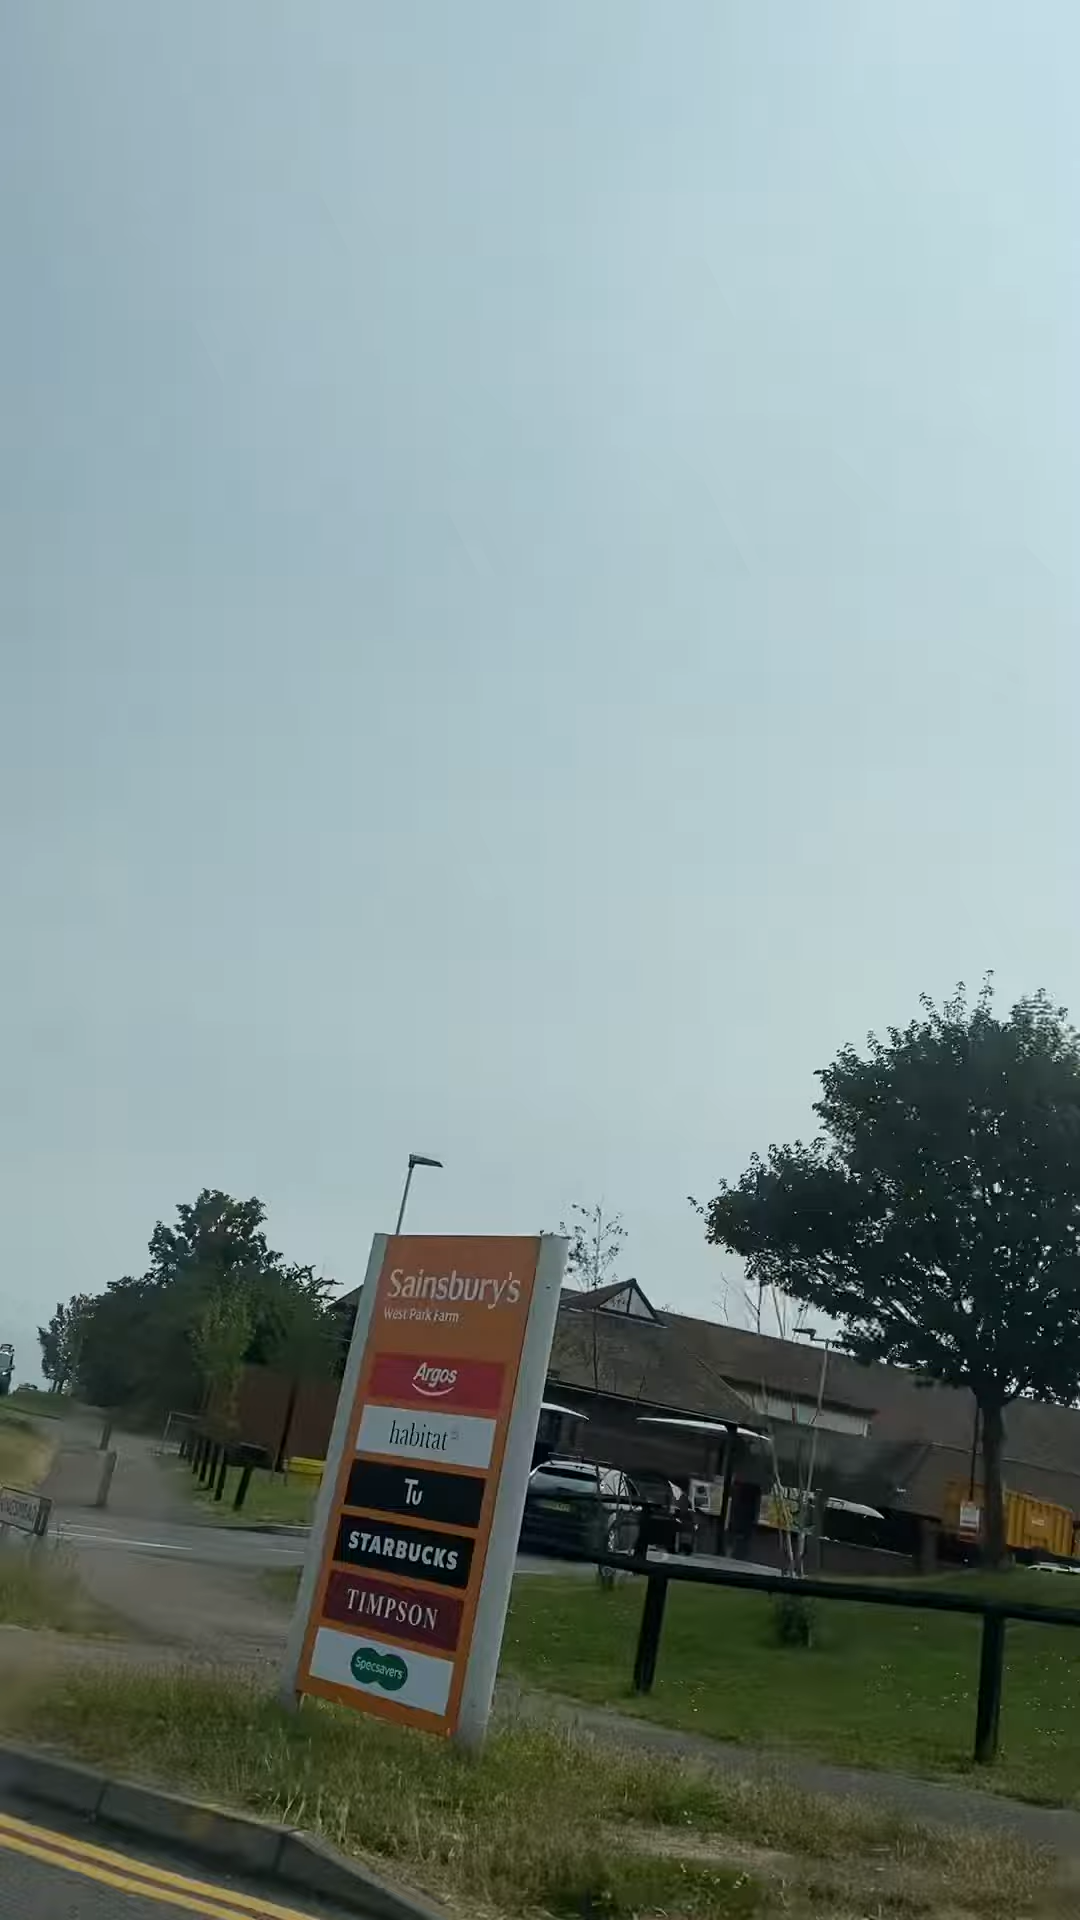 Sainsbury's
West Park Farm
Argos
habitat
Tu
STARBUCKS
TIMPSON
Specsavers